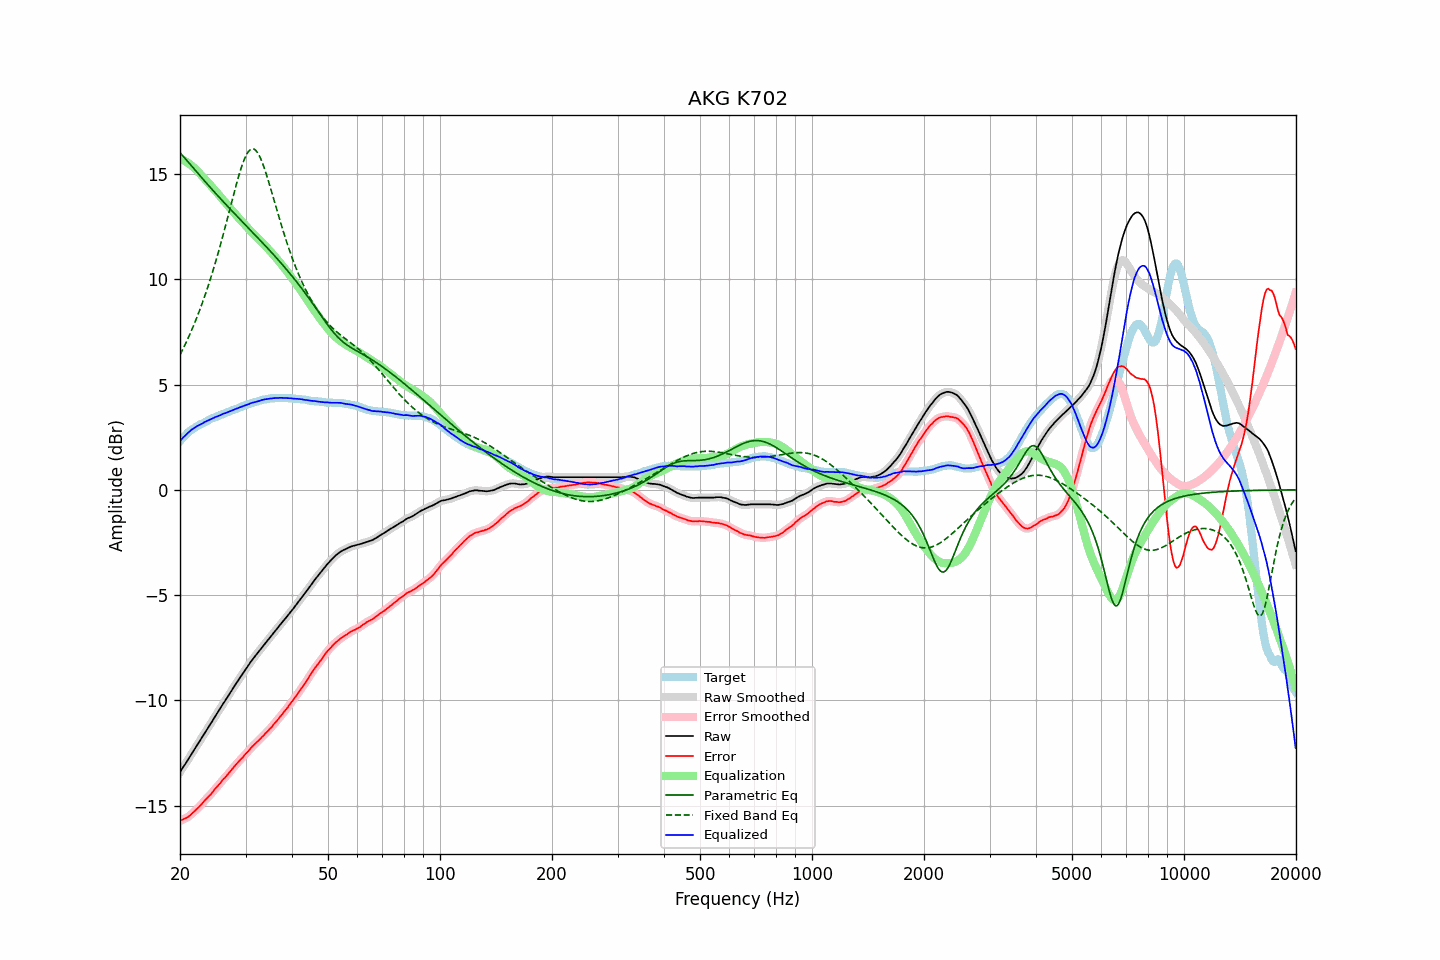 AKG K702
Amplitude (dBr)
15
10
5
0
−5
−10
−15
20
50
100
200
500
1000
2000
5000
10000
20000
Frequency (Hz)
Target
Raw Smoothed
Error Smoothed
Raw
Error
Equalization
Parametric Eq
Fixed Band Eq
Equalized